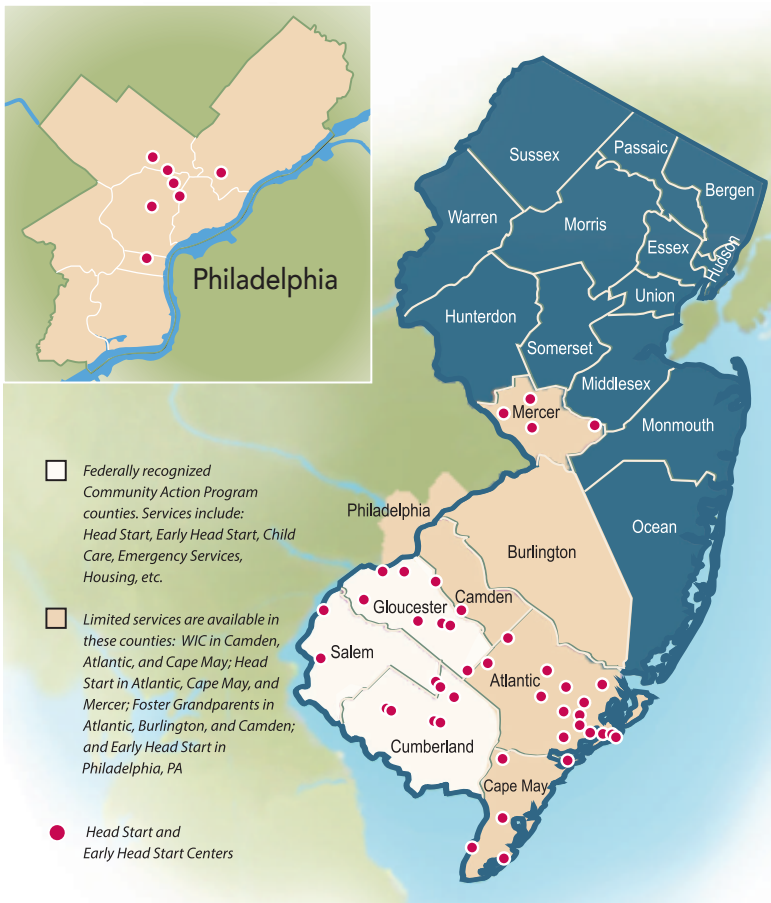 Philadelphia
Sussex
Passaic
Bergen
Warren
Morris
Essex
Hudson
Union
Hunterdon
Somerset
Middlesex
Mercer
Monmouth
Philadelphia
Ocean
Burlington
Camden
Gloucester
Salem
Atlantic
Cumberland
Cape May
Federally recognized
Community Action Program
counties. Services include:
Head Start, Early Head Start, Child
Care, Emergency Services,
Housing, etc.
Limited services are available in
these counties: WIC in Camden,
Atlantic, and Cape May; Head
Start in Atlantic, Cape May, and
Mercer; Foster Grandparents in
Atlantic, Burlington, and Camden;
and Early Head Start in
Philadelphia, PA
Head Start and
Early Head Start Centers